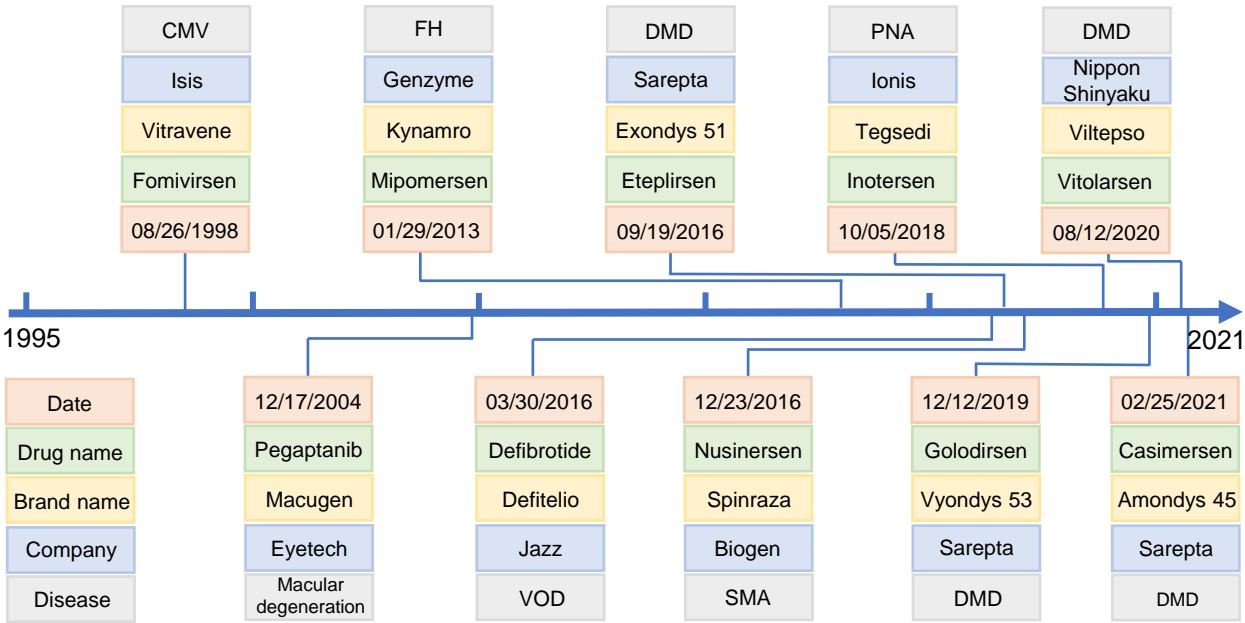 CMV
Isis
Vitravene
Fomivirsen
08/26/1998
FH
Genzyme
Kynamro
Mipomersen
01/29/2013
DMD
Sarepta
Exondys 51
Eteplirsen
09/19/2016
PNA
Ionis
Tegsedi
Inotersen
10/05/2018
DMD
Nippon
Shinyaku
Viltepso
Vitolarsen
08/12/2020
1995
2021
Date
Drug name
Brand name
Company
Disease
12/17/2004
Pegaptanib
Macugen
Eyetech
Macular
degeneration
03/30/2016
Defibrotide
Defitelio
Jazz
VOD
12/23/2016
Nusinersen
Spinraza
Biogen
SMA
12/12/2019
Golodirsen
Vyondys 53
Sarepta
DMD
02/25/2021
Casimersen
Amondys 45
Sarepta
DMD